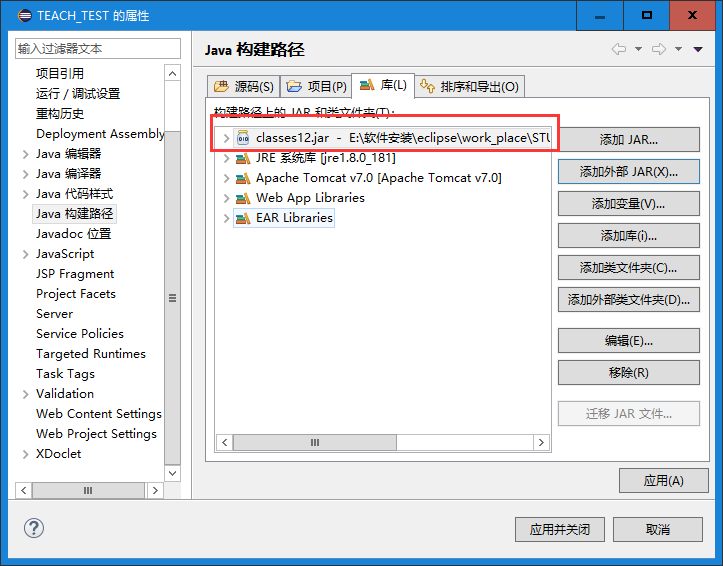 TEACH_TEST 的属性
输入过滤器文本
项目引用
运行 / 调试设置
重构历史
Deployment Assembly
Java 编辑器
Java 编译器
Java 代码样式
Java 构建路径
Javadoc 位置
JavaScript
JSP Fragment
Project Facets
Server
Service Policies
Targeted Runtimes
Task Tags
Validation
Web Content Settings
Web Project Settings
XDoclet
Java 构建路径
源码(S)
项目(P)
库(L)
排序和导出(O)
构建路径上的 JAR 和类文件夹(T):
classes12.jar - E:\软件安装\eclipse\work_place\STU
JRE 系统库 [jre1.8.0_181]
Apache Tomcat v7.0 [Apache Tomcat v7.0]
Web App Libraries
EAR Libraries
添加 JAR...
添加外部 JAR(X)...
添加变量(V)...
添加库(i)...
添加类文件夹(C)...
添加外部类文件夹(D)...
编辑(E)...
移除(R)
迁移 JAR 文件...
应用(A)
应用并关闭
取消